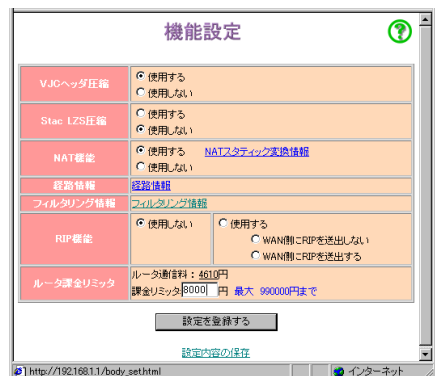 機能設定
?
VJCヘッダ圧縮
使用する
使用しない
Stac LZS圧縮
使用する
使用しない
NAT機能
使用する NATスタティック変換情報
使用しない
経路情報 経路情報
フィルタリング情報 フィルタリング情報
RIP機能
使用しない 使用する
WAN側にRIPを送出しない
WAN側にRIPを送出する
ルータ課金リミッタ
ルータ通信料: 4610円
課金リミッタ 8000 円 最大 990000円まで
設定を登録する
設定内容の保存
http://192.168.1.1/body_set.html インターネット